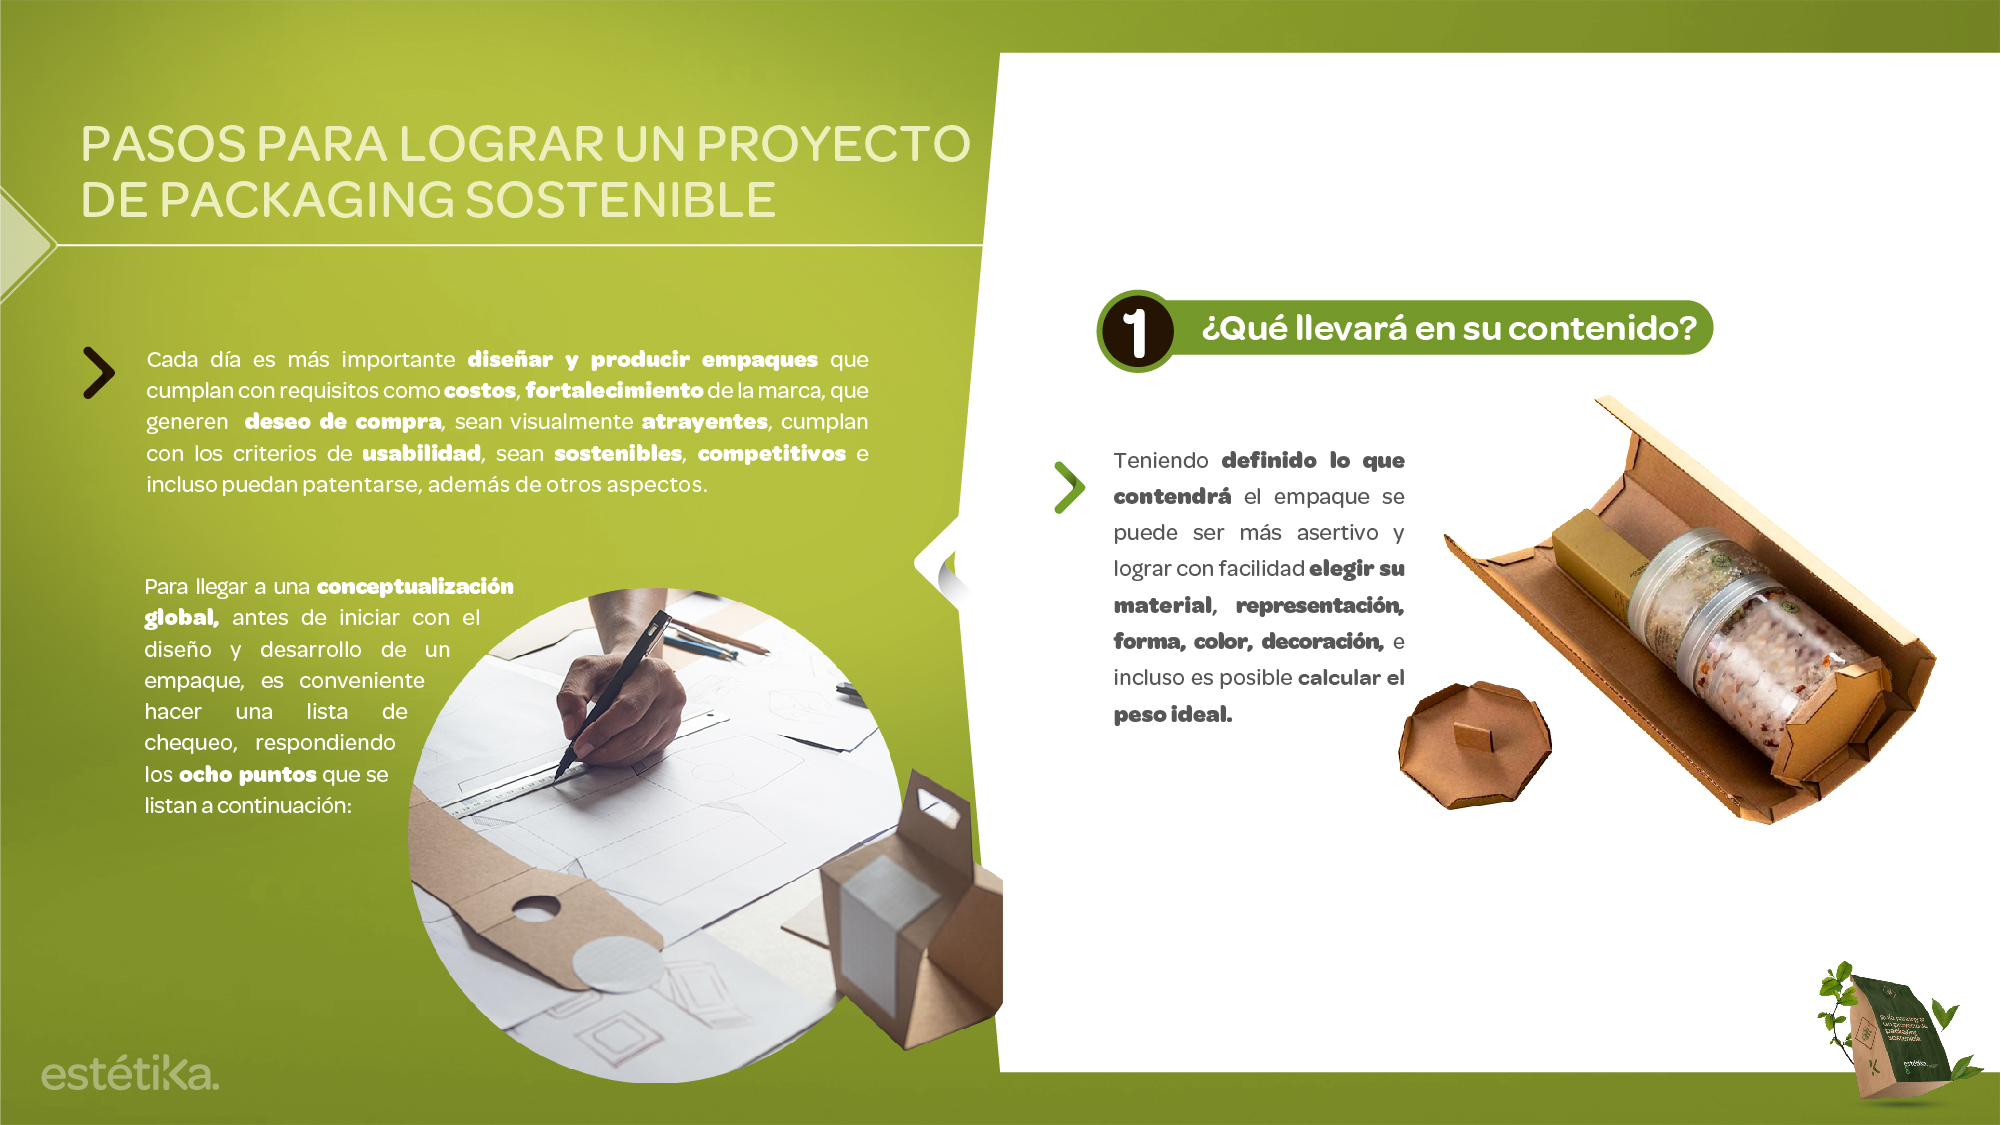 PASOS PARA LOGRAR UN PROYECTO
DE PACKAGING SOSTENIBLE
Cada día es más importante diseñar y producir empaques que
cumplan con requisitos como costos, fortalecimiento de la marca, que
generen deseo de compra, sean visualmente atrayentes, cumplan
con los criterios de usabilidad, sean sostenibles, competitivos e
incluso puedan patentarse, además de otros aspectos.
Para llegar a una conceptualización
global, antes de iniciar con el
diseño y desarrollo de un
empaque, es conveniente
hacer una lista de
chequeo, respondiendo
los ocho puntos que se
listan a continuación:
estétika.
1 ¿Qué llevará en su contenido?
Teniendo definido lo que
contendrá el empaque se
puede ser más asertivo y
lograr con facilidad elegir su
material, representación,
forma, color, decoración, e
incluso es posible calcular el
peso ideal.
un proyecto de
packaging
sostenible
estétika.